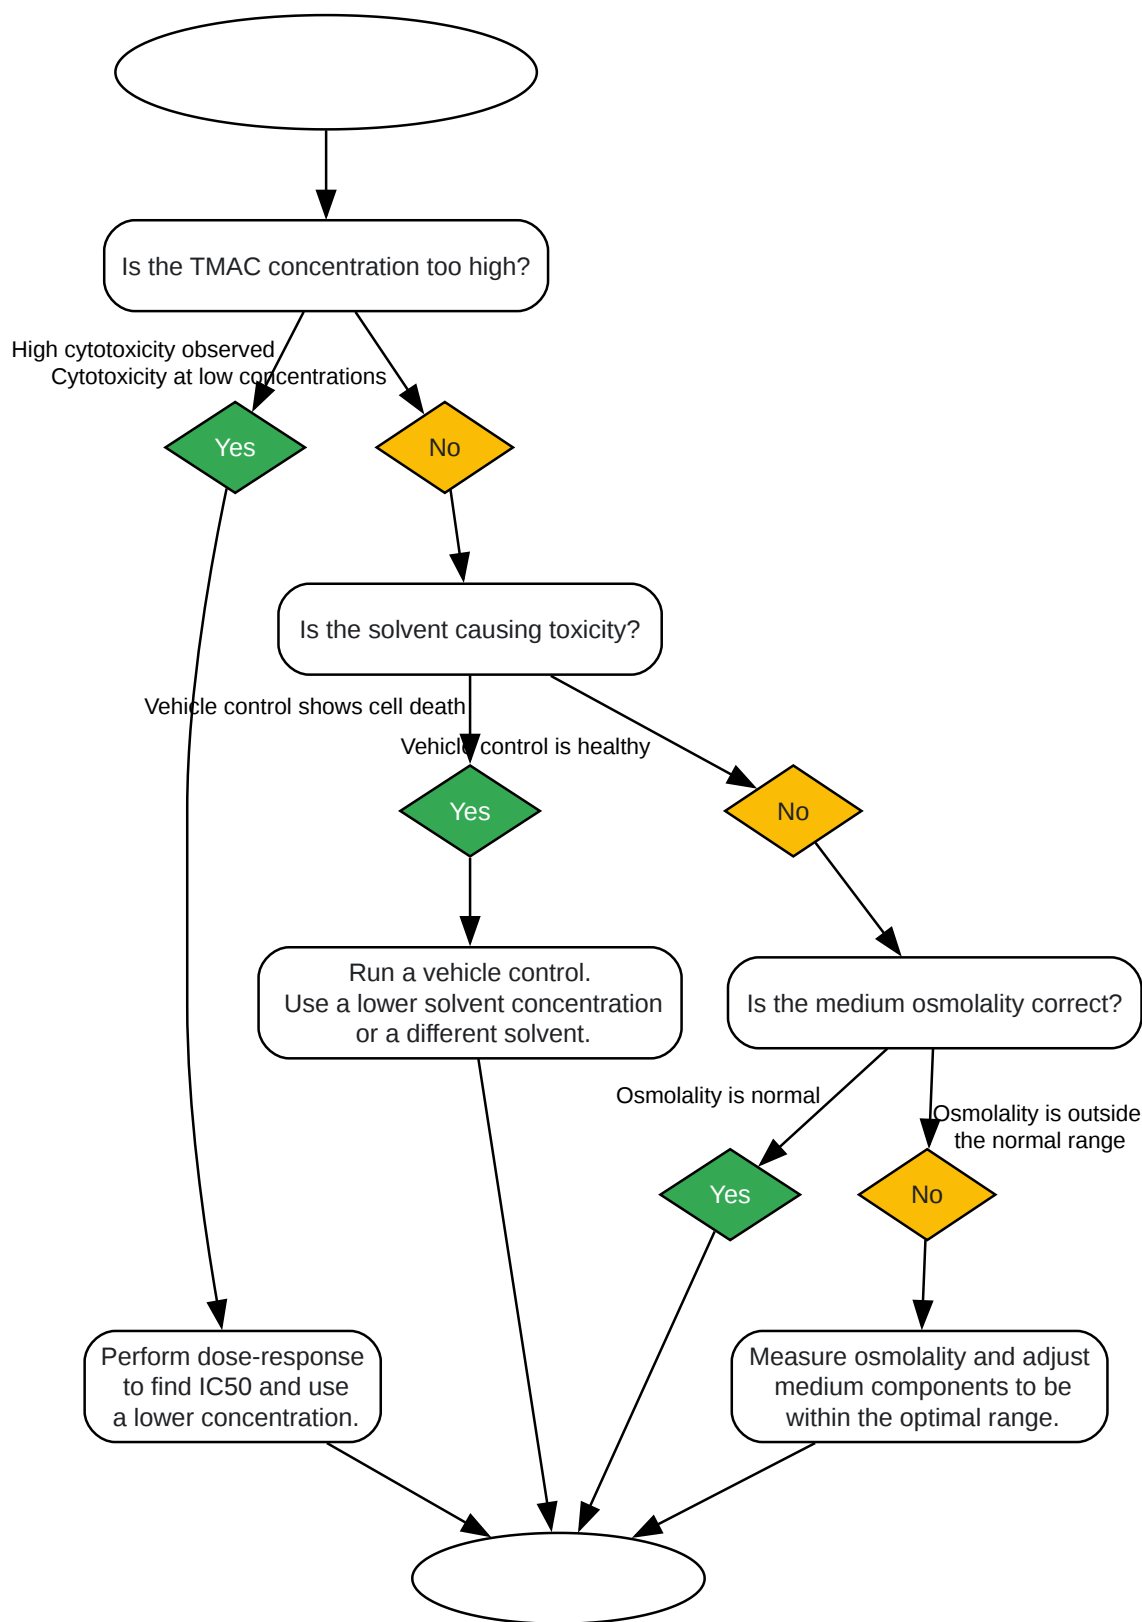 Is the TMAC concentration too high?
High cytotoxicity observed
Cytotoxicity at low concentrations
Yes
No
Is the solvent causing toxicity?
Vehicle control shows cell death
Vehicle control is healthy
Yes
No
Run a vehicle control.
Use a lower solvent concentration
or a different solvent.
Is the medium osmolality correct?
Osmolality is normal
Osmolality is outside
the normal range
Yes
No
Perform dose-response
to find IC50 and use
a lower concentration.
Measure osmolality and adjust
medium components to be
within the optimal range.